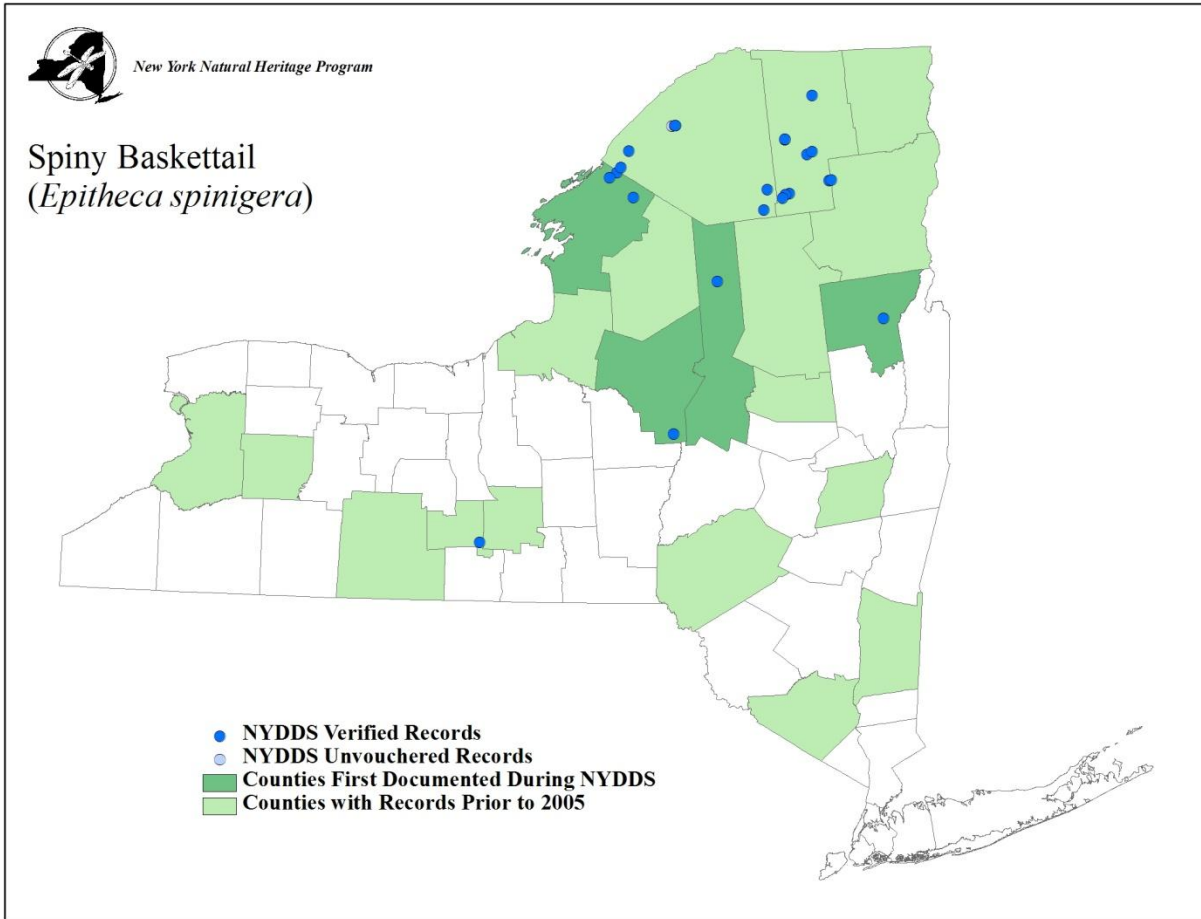 New York Natural Heritage Program
Spiny Baskettail
(Epitheca spinigera)
NYDDS Verified Records
NYDDS Unvouchered Records
Counties First Documented During NYDDS
Counties with Records Prior to 2005